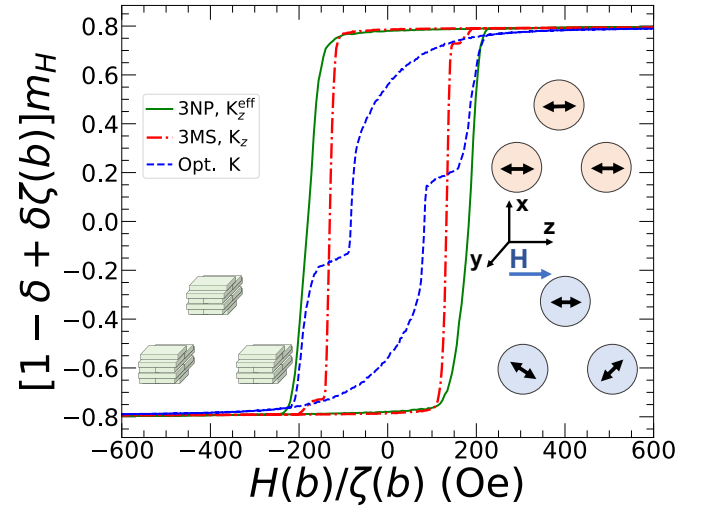 [1 − δ + δζ(b)]m_H
0.8
0.6
0.4
0.2
0.0
−0.2
−0.4
−0.6
−0.8
3NP, K_z^eff
3MS, K_z
Opt. K
x
z
y
H
−600 −400 −200 0 200 400 600
H(b)/ζ(b) (Oe)